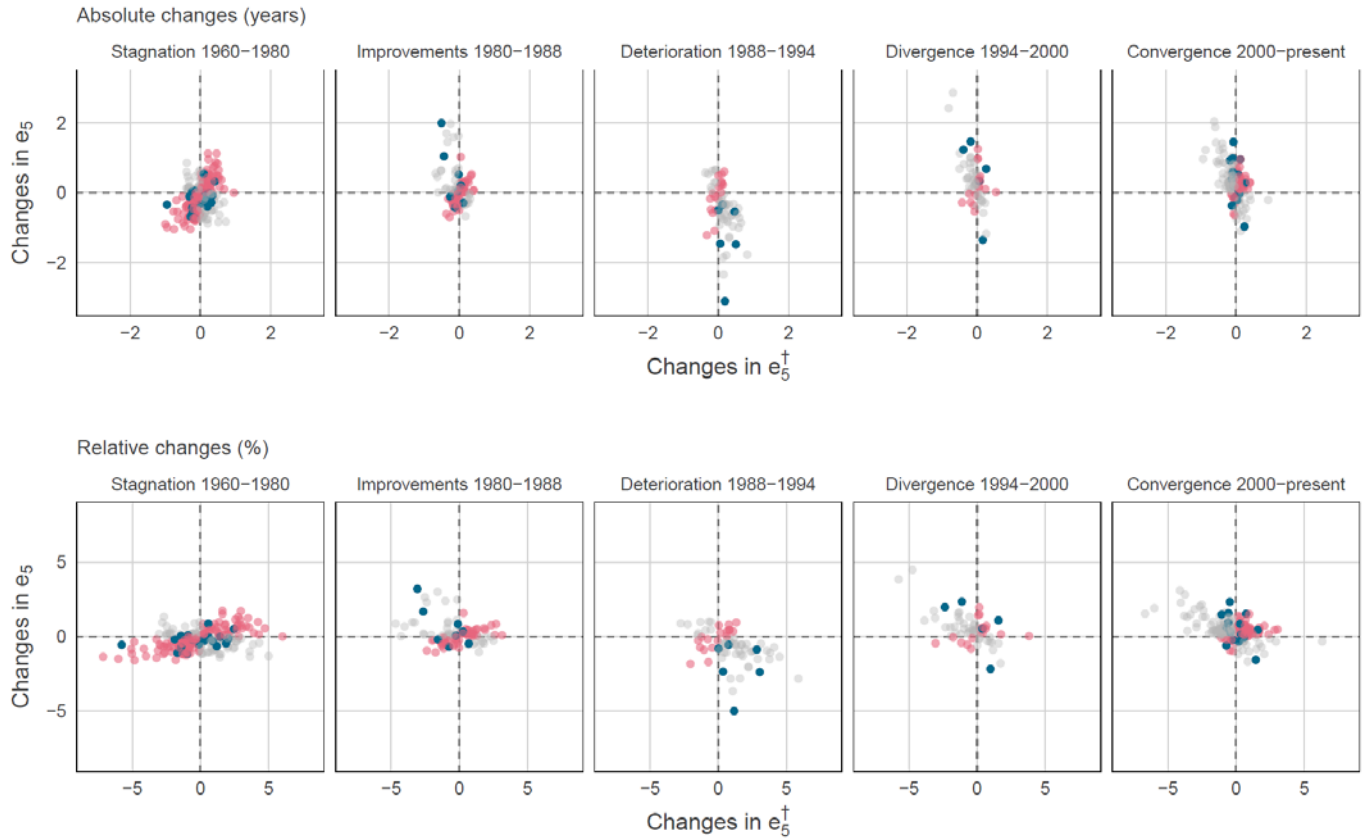 Absolute changes (years)
Stagnation 1960−1980 Improvements 1980−1988 Deterioration 1988−1994 Divergence 1994−2000 Convergence 2000−present
Changes in e₅
2
0
−2
−2 0 2 −2 0 2 −2 0 2 −2 0 2 −2 0 2
Changes in e₅†
Relative changes (%)
Stagnation 1960−1980 Improvements 1980−1988 Deterioration 1988−1994 Divergence 1994−2000 Convergence 2000−present
Changes in e₅
5
0
−5
−5 0 5 −5 0 5 −5 0 5 −5 0 5 −5 0 5
Changes in e₅†